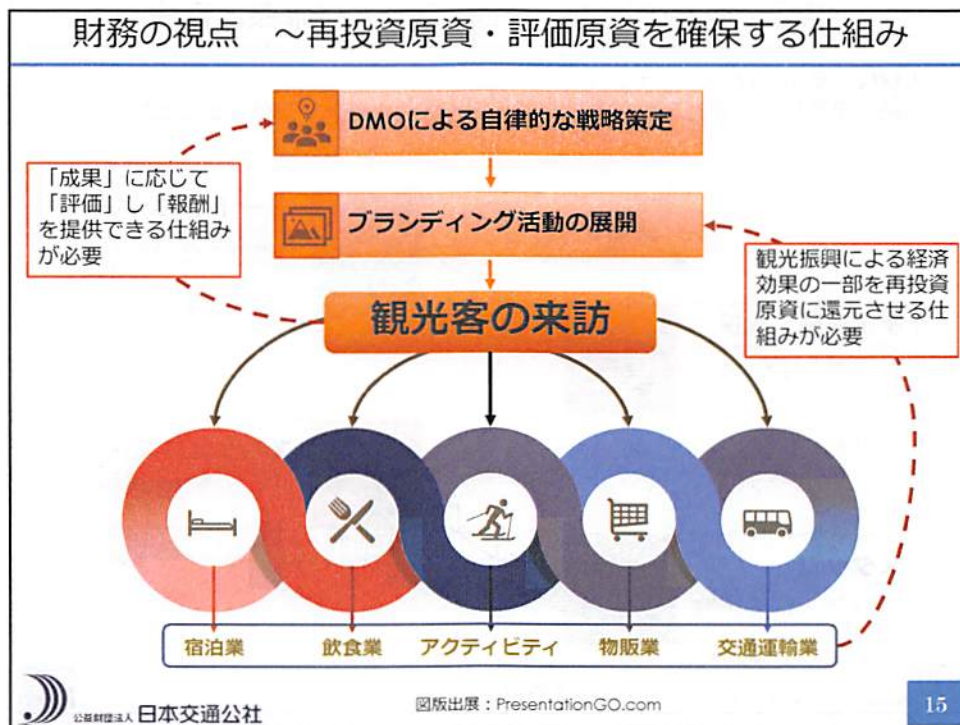 財務の視点 ～再投資原資・評価原資を確保する仕組み
DMOによる自律的な戦略策定
「成果」に応じて
「評価」し「報酬」
を提供できる仕組み
が必要
ブランディング活動の展開
観光振興による経済
効果の一部を再投資
原資に還元させる仕
組みが必要
観光客の来訪
宿泊業
飲食業
アクティビティ
物販業
交通運輸業
公益財団法人 日本交通公社
図版出展：PresentationGO.com
15